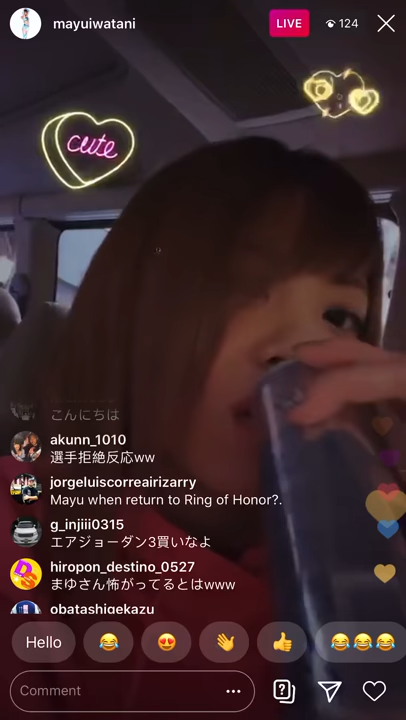 mayuiwatani
LIVE
124
cute
こんにちは
akunn_1010
選手拒絶反応ww
jorgeluiscorreairizarry
Mayu when return to Ring of Honor?.
g_injiii0315
エアジョーダン3買いなよ
hiropon_destino_0527
まゆさん怖がってるとはwww
obatashigekazu
Hello
Comment